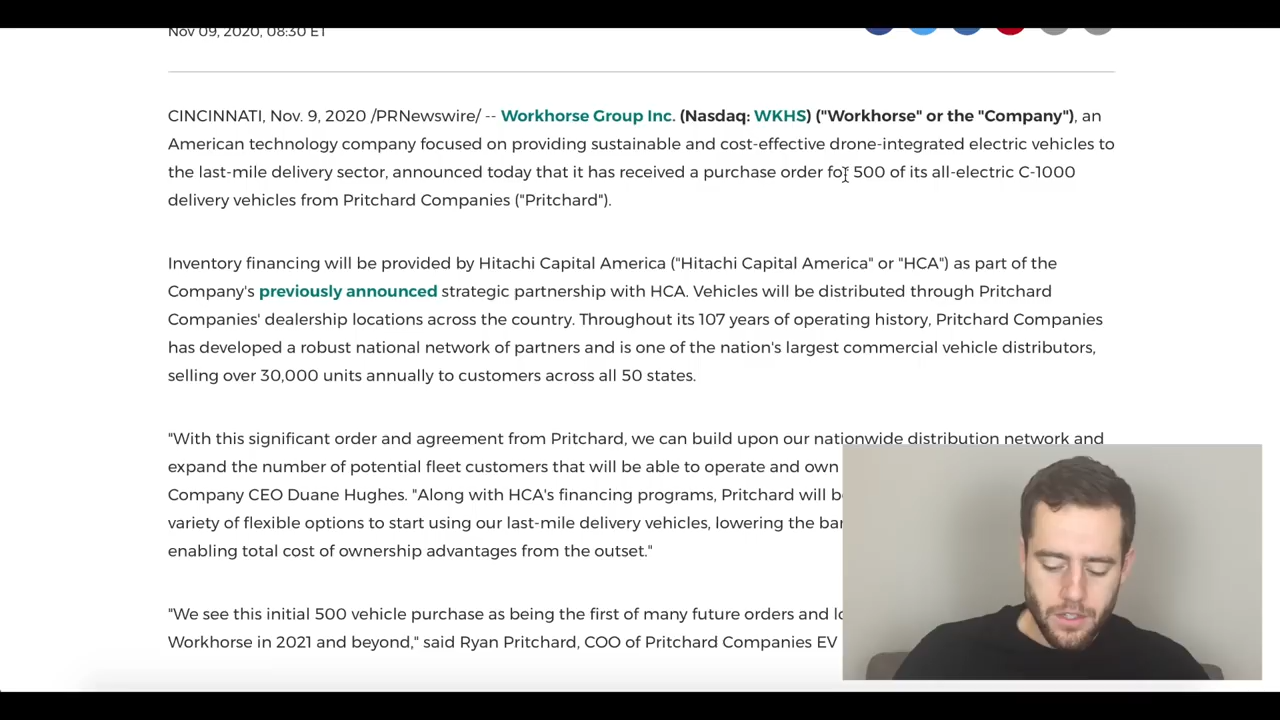 Nov 09, 2020, 08:30 ET
CINCINNATI, Nov. 9, 2020 /PRNewswire/ -- Workhorse Group Inc. (Nasdaq: WKHS) ("Workhorse" or the "Company"), an
American technology company focused on providing sustainable and cost-effective drone-integrated electric vehicles to
the last-mile delivery sector, announced today that it has received a purchase order for 500 of its all-electric C-1000
delivery vehicles from Pritchard Companies ("Pritchard").
Inventory financing will be provided by Hitachi Capital America ("Hitachi Capital America" or "HCA") as part of the
Company's previously announced strategic partnership with HCA. Vehicles will be distributed through Pritchard
Companies' dealership locations across the country. Throughout its 107 years of operating history, Pritchard Companies
has developed a robust national network of partners and is one of the nation's largest commercial vehicle distributors,
selling over 30,000 units annually to customers across all 50 states.
"With this significant order and agreement from Pritchard, we can build upon our nationwide distribution network and
expand the number of potential fleet customers that will be able to operate and own
Company CEO Duane Hughes. "Along with HCA's financing programs, Pritchard will
variety of flexible options to start using our last-mile delivery vehicles, lowering the
enabling total cost of ownership advantages from the outset."
"We see this initial 500 vehicle purchase as being the first of many future orders and
Workhorse in 2021 and beyond," said Ryan Pritchard, COO of Pritchard Companies EV